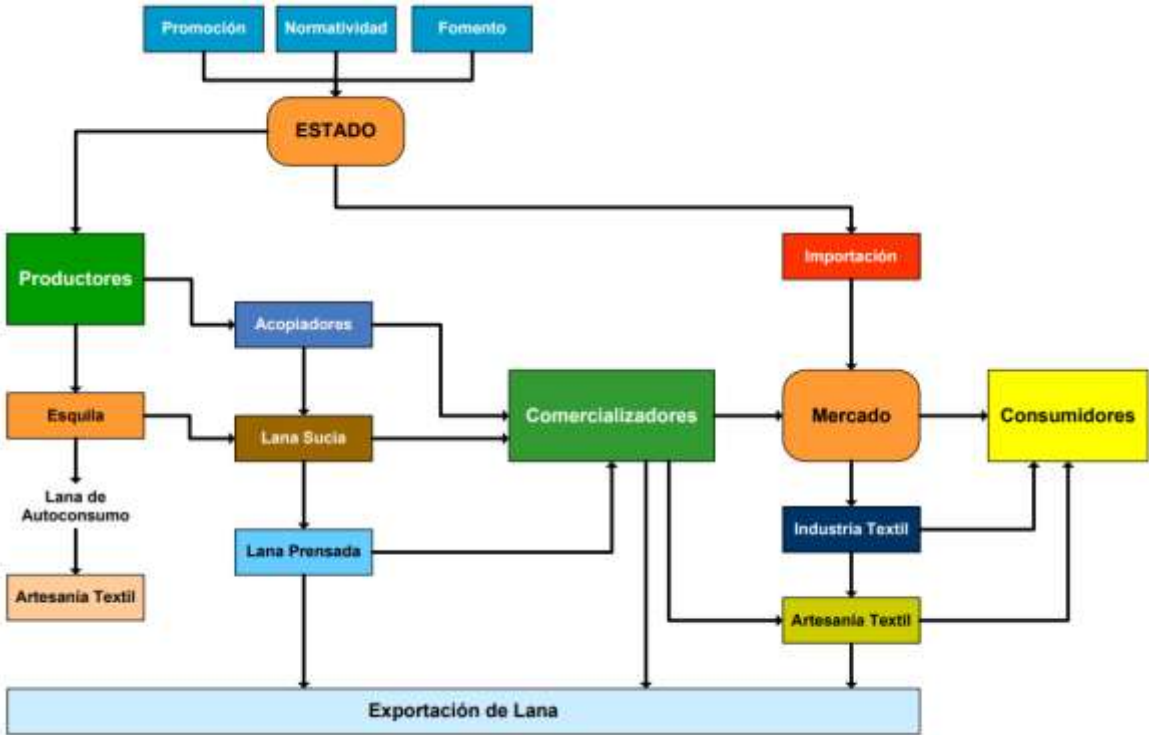 Promoción
Normatividad
Fomento
ESTADO
Productores
Importación
Acopiadores
Esquila
Lana Sucia
Comercializadores
Mercado
Consumidores
Lana de
Autoconsumo
Lana Prensada
Industria Textil
Artesanía Textil
Artesanía Textil
Exportación de Lana